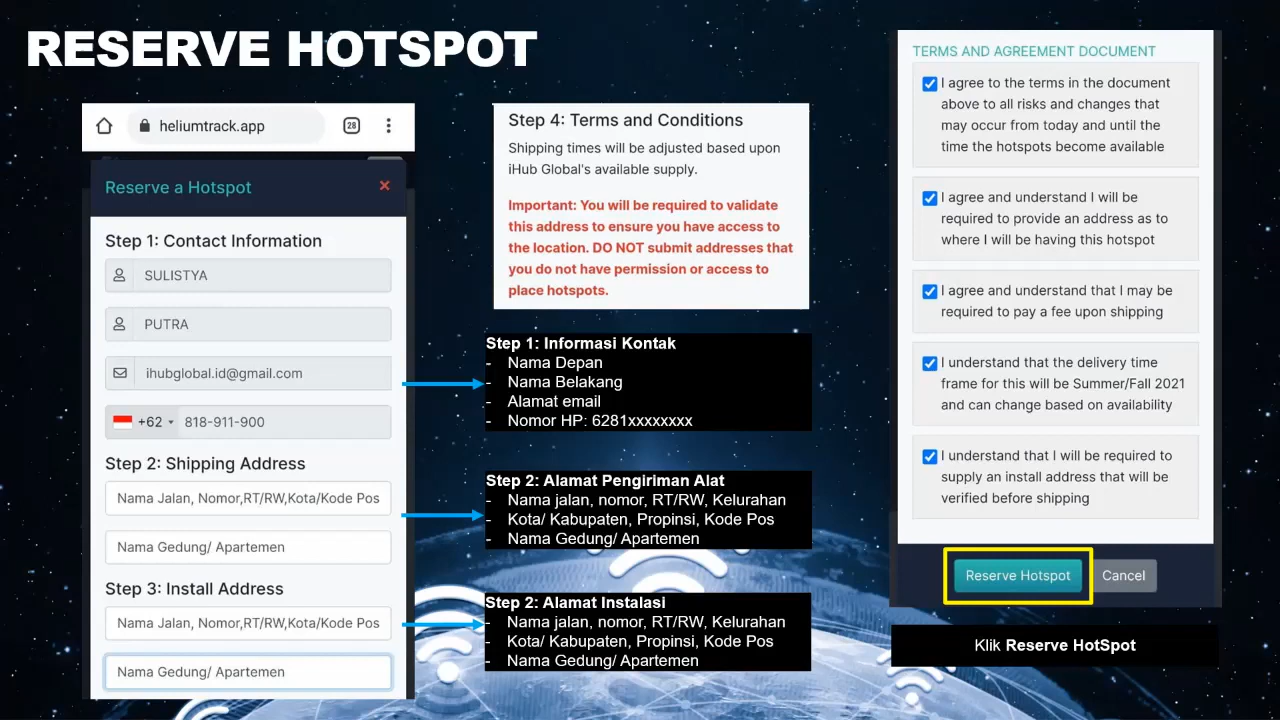 RESERVE HOTSPOT
heliumtrack.app
28
Reserve a Hotspot
Step 1: Contact Information
SULISTYA
PUTRA
ihubglobal.id@gmail.com
+62 818-911-900
Step 2: Shipping Address
Nama Jalan, Nomor,RT/RW,Kota/Kode Pos
Nama Gedung/ Apartemen
Step 3: Install Address
Nama Jalan, Nomor,RT/RW,Kota/Kode Pos
Nama Gedung/ Apartemen
Step 4: Terms and Conditions
Shipping times will be adjusted based upon
iHub Global's available supply.
Important: You will be required to validate
this address to ensure you have access to
the location. DO NOT submit addresses that
you do not have permission or access to
place hotspots.
Step 1: Informasi Kontak
- Nama Depan
- Nama Belakang
- Alamat email
- Nomor HP: 6281xxxxxxxx
Step 2: Alamat Pengiriman Alat
- Nama jalan, nomor, RT/RW, Kelurahan
- Kota/ Kabupaten, Propinsi, Kode Pos
- Nama Gedung/ Apartemen
Step 2: Alamat Instalasi
- Nama jalan, nomor, RT/RW, Kelurahan
- Kota/ Kabupaten, Propinsi, Kode Pos
- Nama Gedung/ Apartemen
TERMS AND AGREEMENT DOCUMENT
I agree to the terms in the document
above to all risks and changes that
may occur from today and until the
time the hotspots become available
I agree and understand I will be
required to provide an address as to
where I will be having this hotspot
I agree and understand that I may be
required to pay a fee upon shipping
I understand that the delivery time
frame for this will be Summer/Fall 2021
and can change based on availability
I understand that I will be required to
supply an install address that will be
verified before shipping
Reserve Hotspot
Cancel
Klik Reserve HotSpot